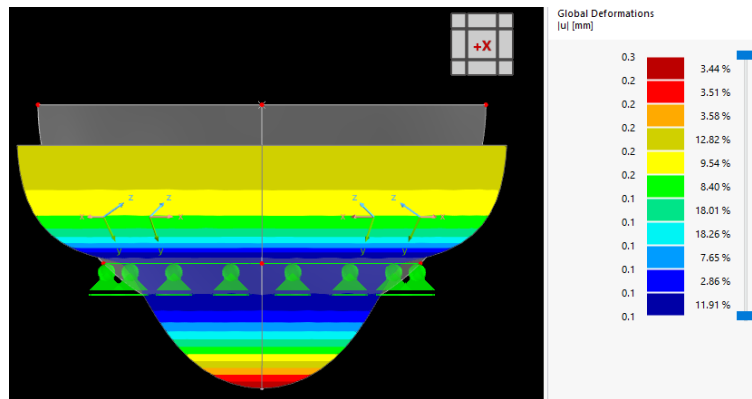 Global Deformations
|u| [mm]
+X
0.3
3.44 %
0.2
3.51 %
0.2
3.58 %
0.2
12.82 %
0.2
9.54 %
0.2
8.40 %
0.1
18.01 %
0.1
18.26 %
0.1
7.65 %
0.1
2.86 %
0.1
11.91 %
0.1
z
z
z
z
x
x
x
x
y
y
y
y